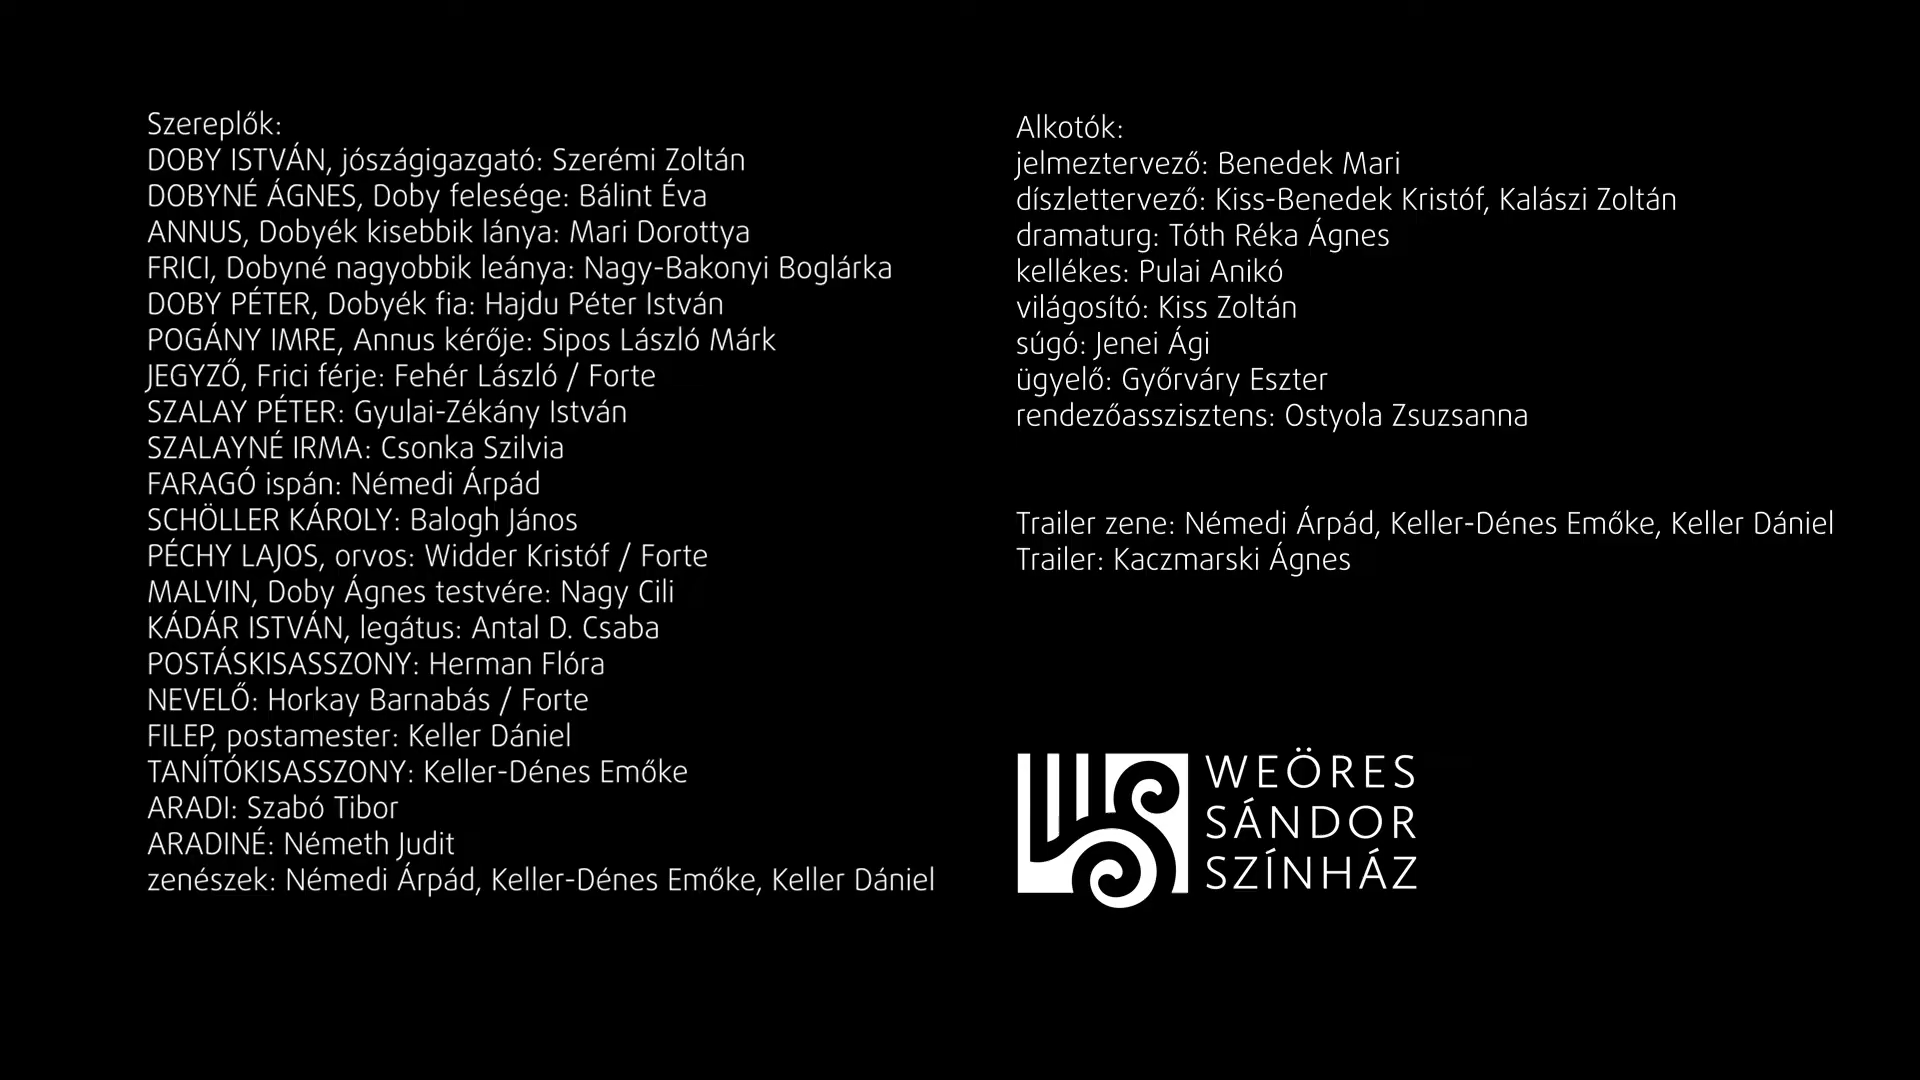 Szereplők:
DOBY ISTVÁN, jószágigazgató: Szerémi Zoltán
DOBYNÉ ÁGNES, Doby felesége: Bálint Éva
ANNUS, Dobyék kisebbik lánya: Mari Dorottya
FRICI, Dobyné nagyobbik leánya: Nagy-Bakonyi Boglárka
DOBY PÉTER, Dobyék fia: Hajdu Péter István
POGÁNY IMRE, Annus kérője: Sipos László Márk
JEGYZŐ, Frici férje: Fehér László / Forte
SZALAY PÉTER: Gyulai-Zékány István
SZALAYNÉ IRMA: Csonka Szilvia
FARAGÓ ispán: Némedi Árpád
SCHÖLLER KÁROLY: Balogh János
PÉCHY LAJOS, orvos: Widder Kristóf / Forte
MALVIN, Doby Ágnes testvére: Nagy Cili
KÁDÁR ISTVÁN, legátus: Antal D. Csaba
POSTÁSKISASSZONY: Herman Flóra
NEVELŐ: Horkay Barnabás / Forte
FILEP, postamester: Keller Dániel
TANÍTÓKISASSZONY: Keller-Dénes Emőke
ARADI: Szabó Tibor
ARADINÉ: Németh Judit
zenészek: Némedi Árpád, Keller-Dénes Emőke, Keller Dániel
Alkotók:
jelmeztervező: Benedek Mari
díszlettervező: Kiss-Benedek Kristóf, Kalászi Zoltán
dramaturg: Tóth Réka Ágnes
kellékes: Pulai Anikó
világosító: Kiss Zoltán
súgó: Jenei Ági
ügyelő: Győrváry Eszter
rendezőasszisztens: Ostyola Zsuzsanna
Trailer zene: Némedi Árpád, Keller-Dénes Emőke, Keller Dániel
Trailer: Kaczmarski Ágnes
WEÖRES
SÁNDOR
SZÍNHÁZ